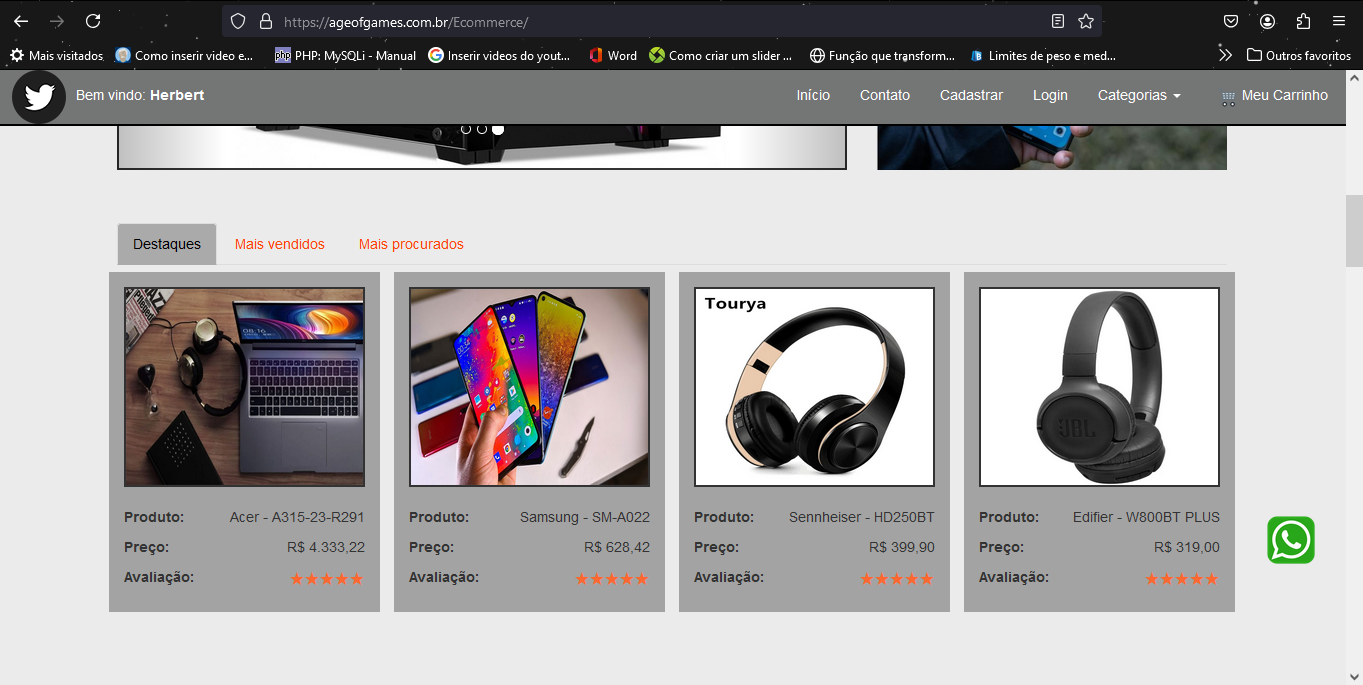 https://ageofgames.com.br/Ecommerce/
Mais visitados
Como inserir video e...
php PHP: MySQLi - Manual
Inserir videos do yout...
Word
Como criar um slider ...
Função que transform...
Limites de peso e med...
Outros favoritos
Bem vindo: Herbert
Início
Contato
Cadastrar
Login
Categorias
Meu Carrinho
Destaques
Mais vendidos
Mais procurados
Produto: Acer - A315-23-R291
Preço: R$ 4.333,22
Avaliação: ★★★★★
Produto: Samsung - SM-A022
Preço: R$ 628,42
Avaliação: ★★★★★
Tourya
Produto: Sennheiser - HD250BT
Preço: R$ 399,90
Avaliação: ★★★★★
JBL
Produto: Edifier - W800BT PLUS
Preço: R$ 319,00
Avaliação: ★★★★★